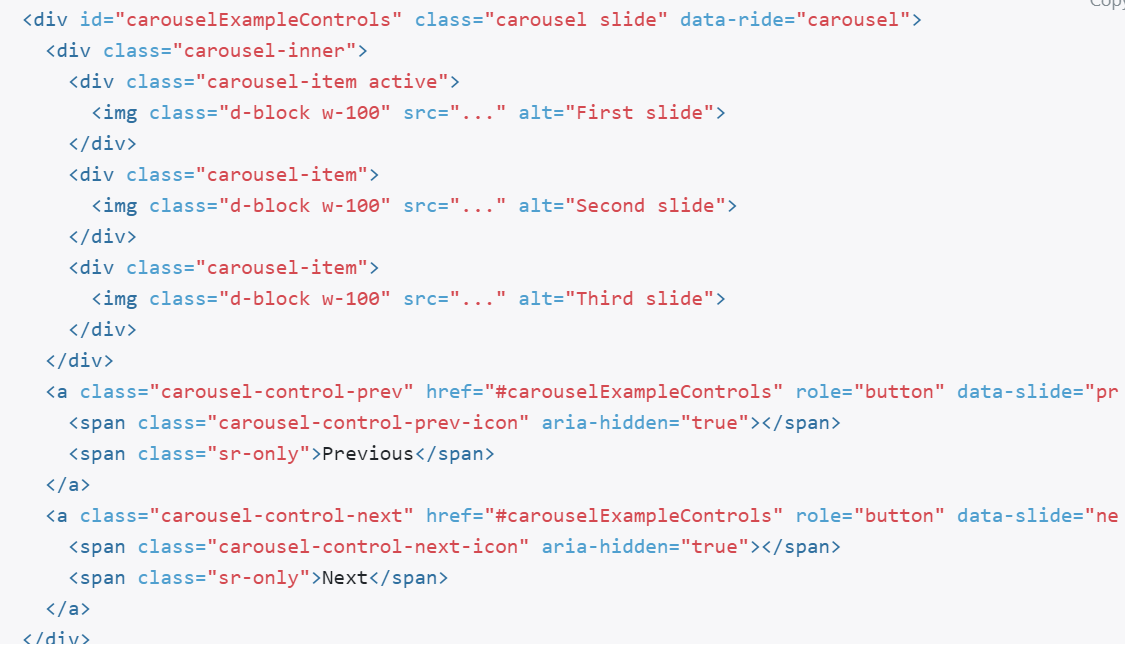 Copy
<div id="carouselExampleControls" class="carousel slide" data-ride="carousel">
  <div class="carousel-inner">
    <div class="carousel-item active">
      <img class="d-block w-100" src="..." alt="First slide">
    </div>
    <div class="carousel-item">
      <img class="d-block w-100" src="..." alt="Second slide">
    </div>
    <div class="carousel-item">
      <img class="d-block w-100" src="..." alt="Third slide">
    </div>
  </div>
  <a class="carousel-control-prev" href="#carouselExampleControls" role="button" data-slide="pr
    <span class="carousel-control-prev-icon" aria-hidden="true"></span>
    <span class="sr-only">Previous</span>
  </a>
  <a class="carousel-control-next" href="#carouselExampleControls" role="button" data-slide="ne
    <span class="carousel-control-next-icon" aria-hidden="true"></span>
    <span class="sr-only">Next</span>
  </a>
</div>